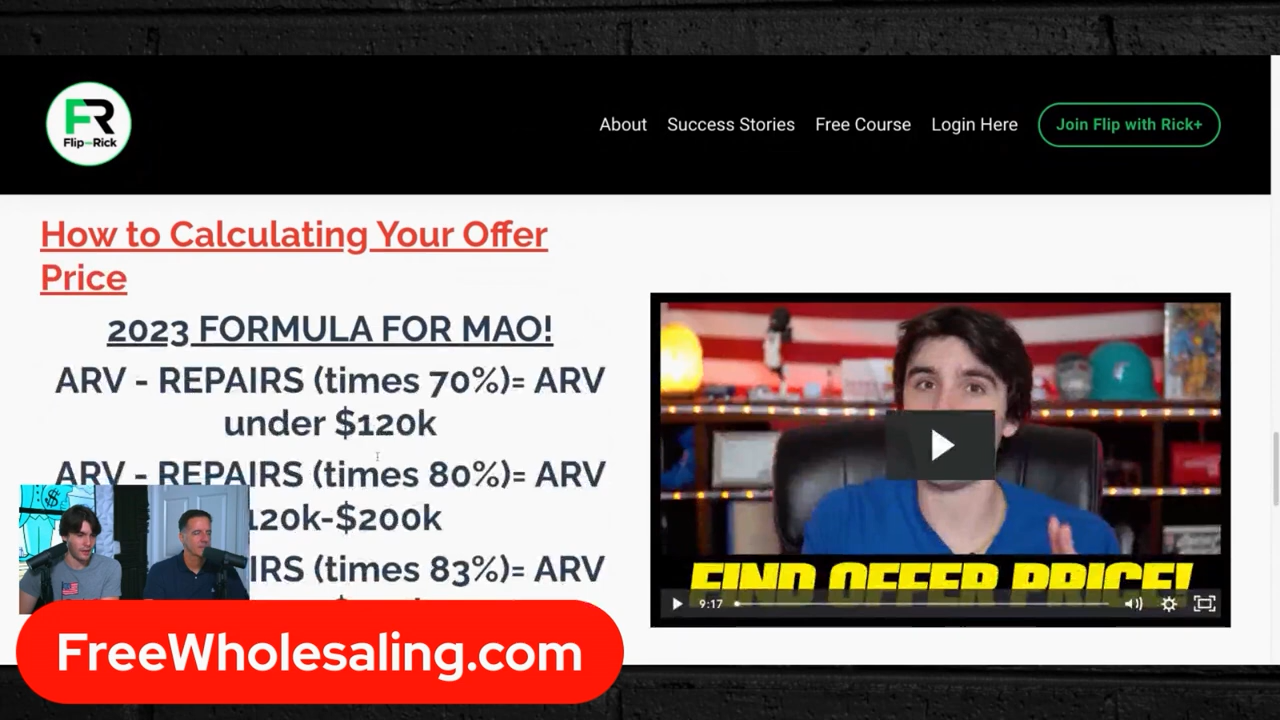 FR
Flip with Rick
About
Success Stories
Free Course
Login Here
Join Flip with Rick+
How to Calculating Your Offer
Price
2023 FORMULA FOR MAO!
ARV - REPAIRS (times 70%)= ARV
under $120k
ARV - REPAIRS (times 80%)= ARV
120k-$200k
IRS (times 83%)= ARV
FIND OFFER PRICE!
9:17
FreeWholesaling.com